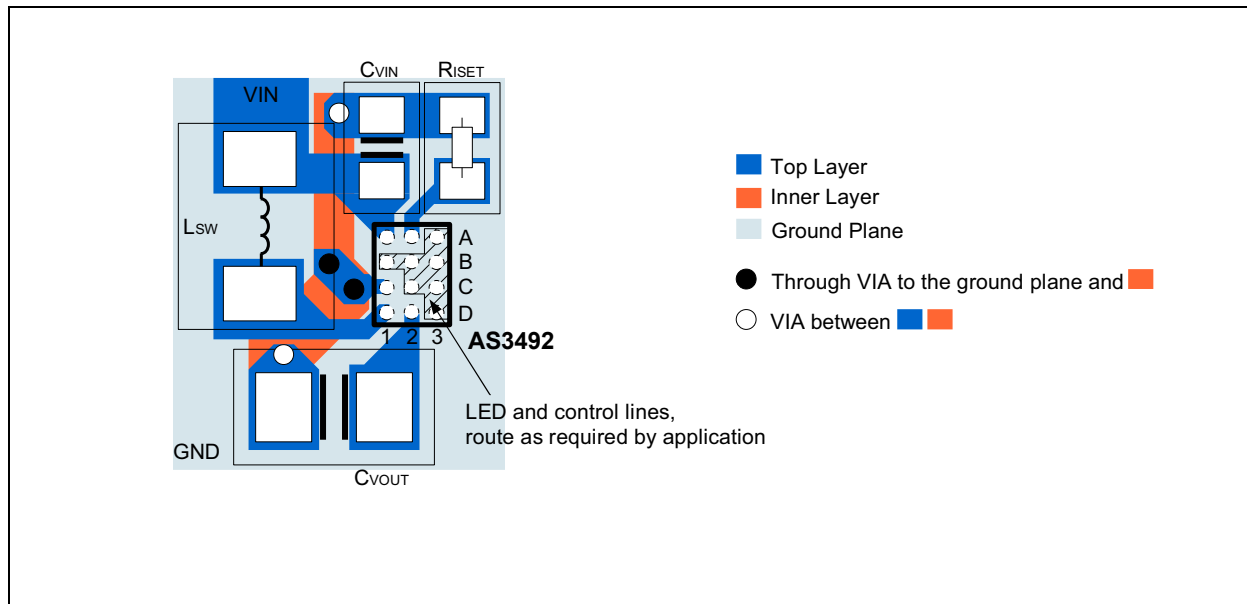 CVIN
RISET
VIN
LSW
A
B
C
D
1 2 3
AS3492
LED and control lines,
route as required by application
GND
CVOUT
Top Layer
Inner Layer
Ground Plane
Through VIA to the ground plane and
VIA between